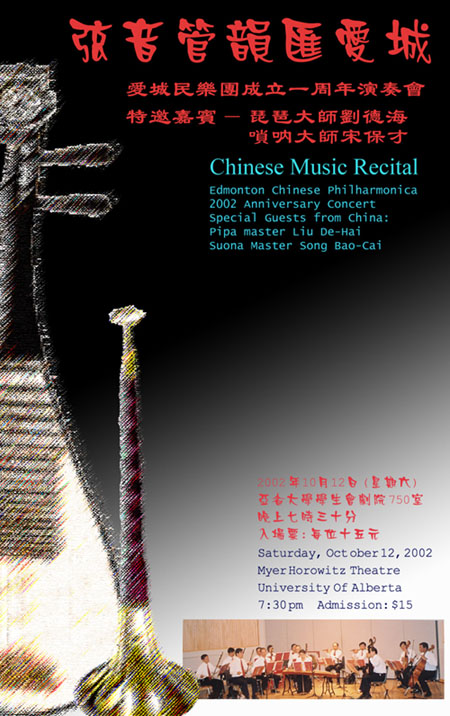 弦音管韻匯愛城
愛城民樂團成立一周年演奏會
特邀嘉賓 — 琵琶大師劉德海
嗩吶大師宋保才
Chinese Music Recital
Edmonton Chinese Philharmonica
2002 Anniversary Concert
Special Guests from China:
Pipa master Liu De-Hai
Suona Master Song Bao-Cai
2002年10月12日 (星期六)
亞省大學學生會劇院750室
晚上七時三十分
入場票:每位十五元
Saturday, October 12, 2002
Myer Horowitz Theatre
University Of Alberta
7:30 pm Admission: $15